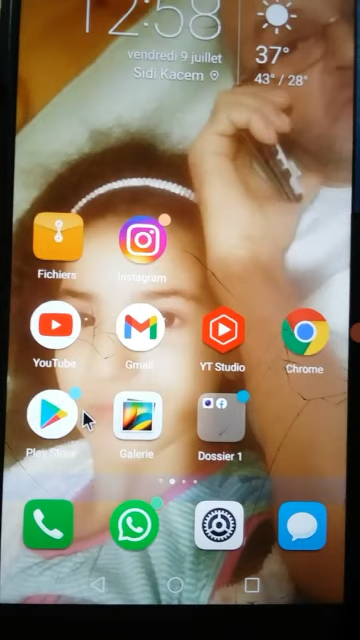 12:58
vendredi 9 juillet
Sidi Kacem
37°
43° / 28°
Fichiers
Instagram
YouTube
Gmail
YT Studio
Chrome
Play Store
Galerie
Dossier 1